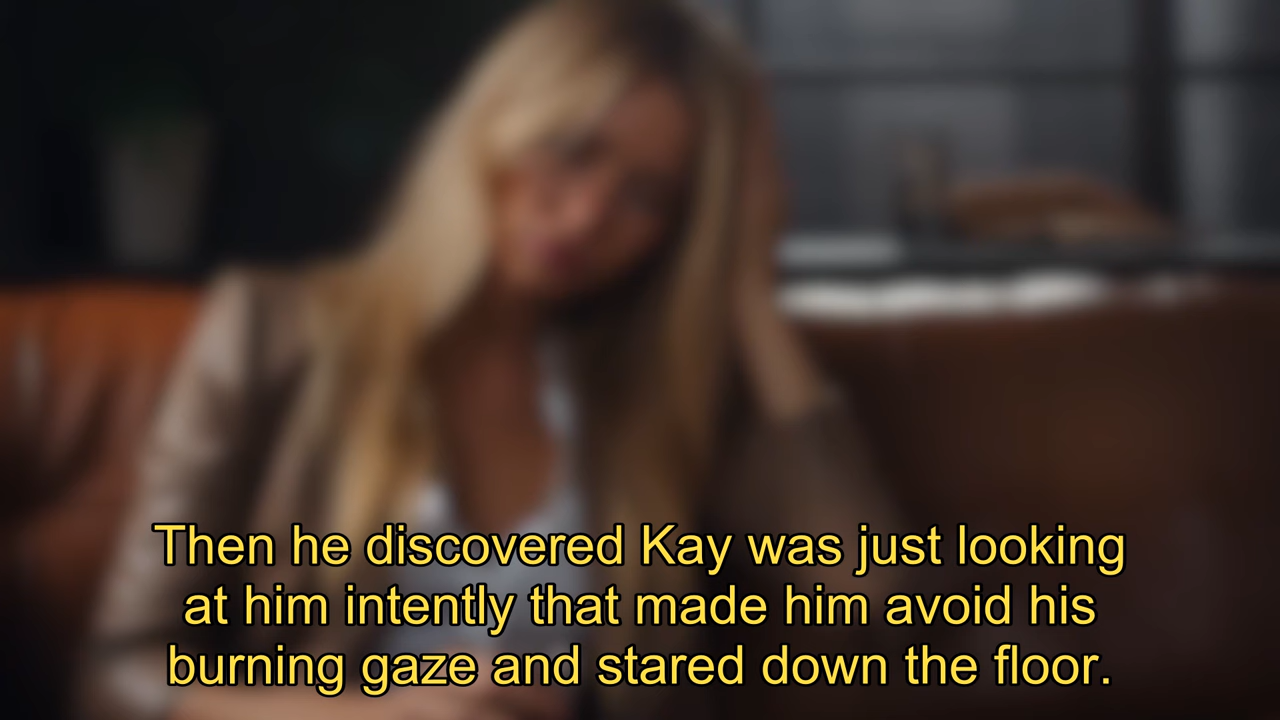 Then he discovered Kay was just looking
at him intently that made him avoid his
burning gaze and stared down the floor.